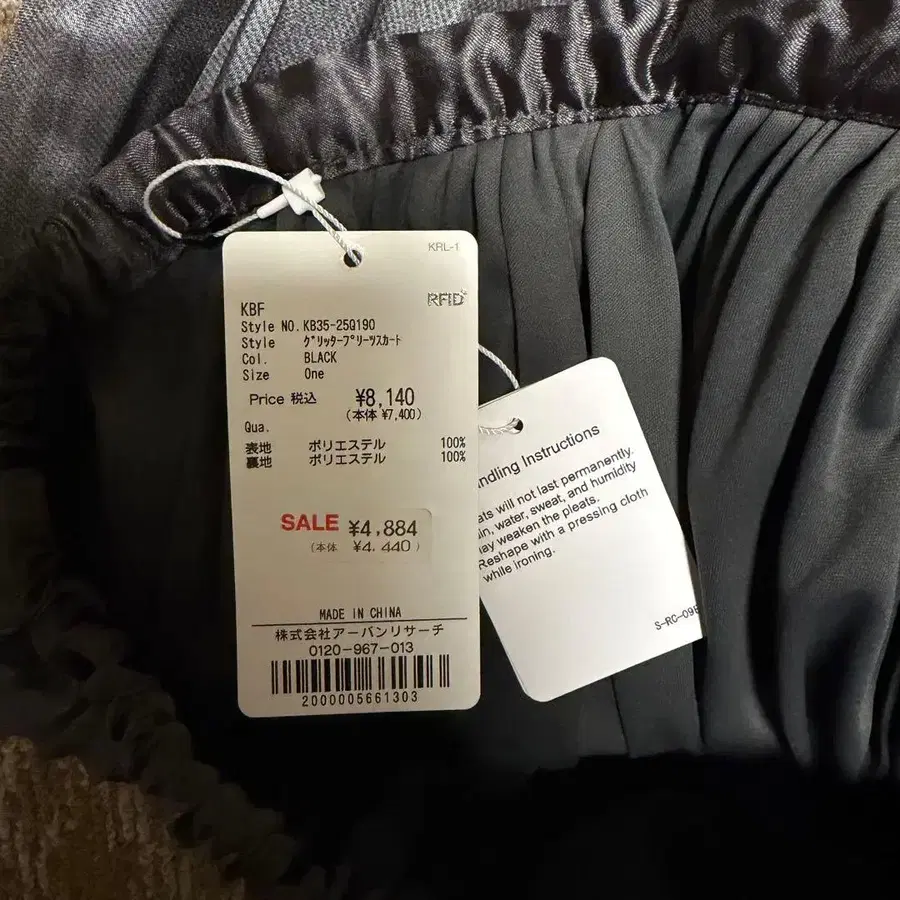 KRL-1
RFID
KBF
Style NO. KB35-25Q190
Style グリッタープリーツスカート
Col. BLACK
Size One
Price 税込 ¥8,140
(本体 ¥7,400)
Qua.
表地 ポリエステル 100%
裏地 ポリエステル 100%
SALE ¥4,884
(本体 ¥4,440)
MADE IN CHINA
株式会社アーバンリサーチ
0120-967-013
2000005661303
ndling Instructions
ats will not last permanently.
in, water, sweat, and humidity
ay weaken the pleats.
Reshape with a pressing cloth
while ironing.
S-RC-09